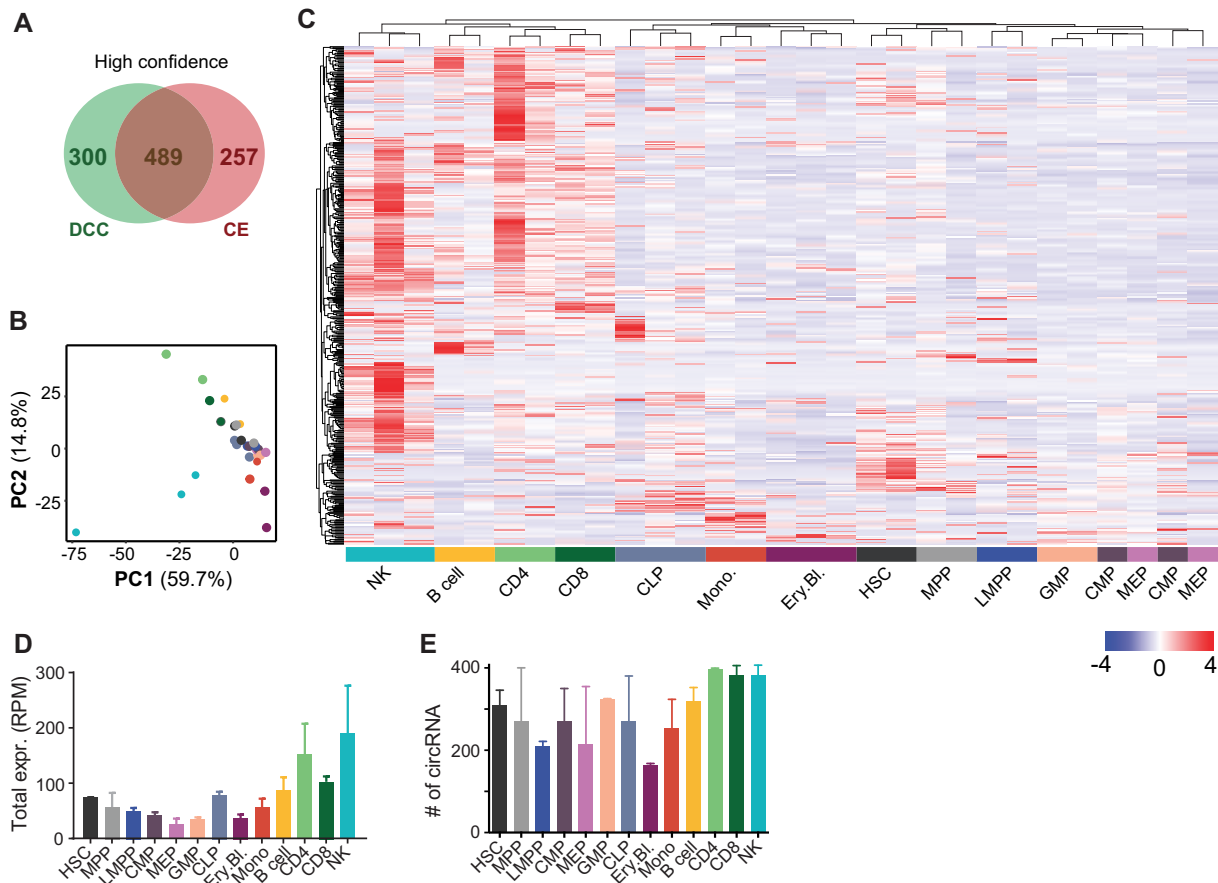 A
High confidence
300 489 257
DCC CE
B
PC2 (14.8%)
25
0
-25
-75 -50 -25 0
PC1 (59.7%)
C
NK B cell CD4 CD8 CLP Mono. Ery.Bl. HSC MPP LMPP GMP CMP MEP CMP MEP
-4 0 4
D
Total expr. (RPM)
300
200
100
0
HSC MPP LMPP CMP MEP GMP CLP Ery.Bl. Mono B cell CD4 CD8 NK
E
# of circRNA
400
200
0
HSC MPP LMPP CMP MEP GMP CLP Ery.Bl. Mono B cell CD4 CD8 NK